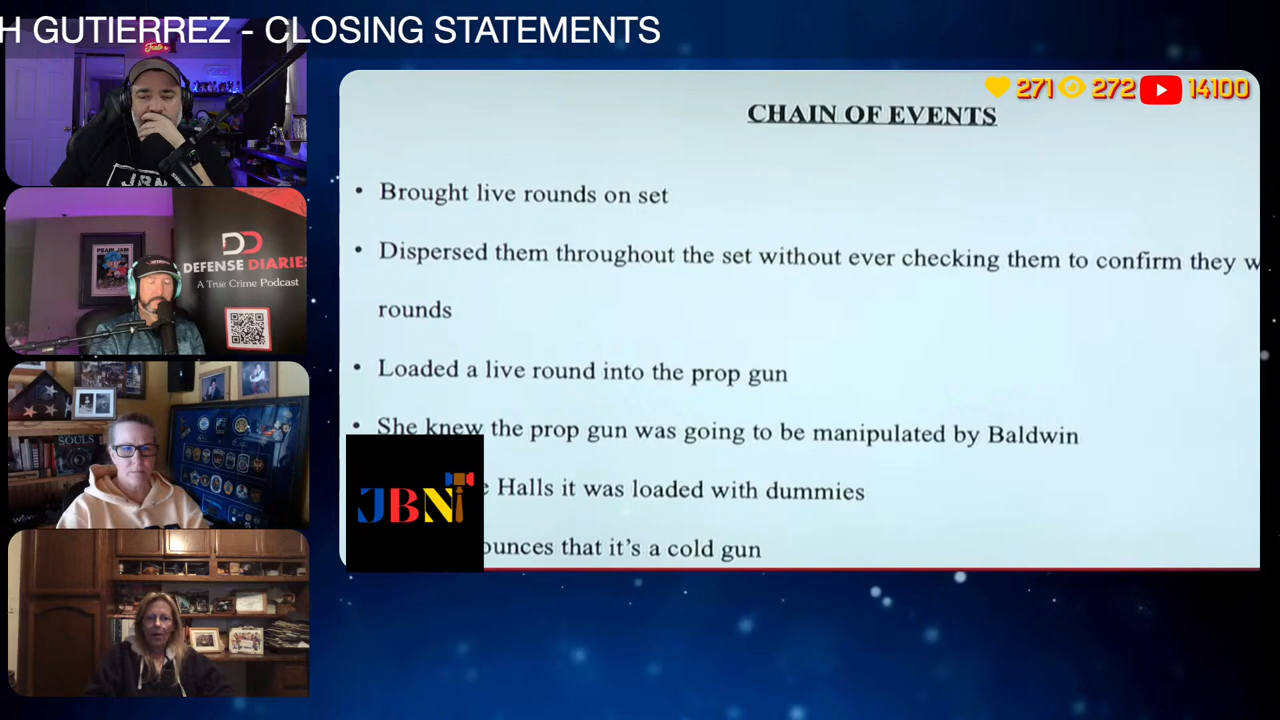 H GUTIERREZ - CLOSING STATEMENTS
271 272 14100
CHAIN OF EVENTS
• Brought live rounds on set
• Dispersed them throughout the set without ever checking them to confirm they w
rounds
• Loaded a live round into the prop gun
• She knew the prop gun was going to be manipulated by Baldwin
e Halls it was loaded with dummies
ounces that it's a cold gun
JBN
JBN
PEARL JAM
DD
DEFENSE DIARIES
A True Crime Podcast
SOULS